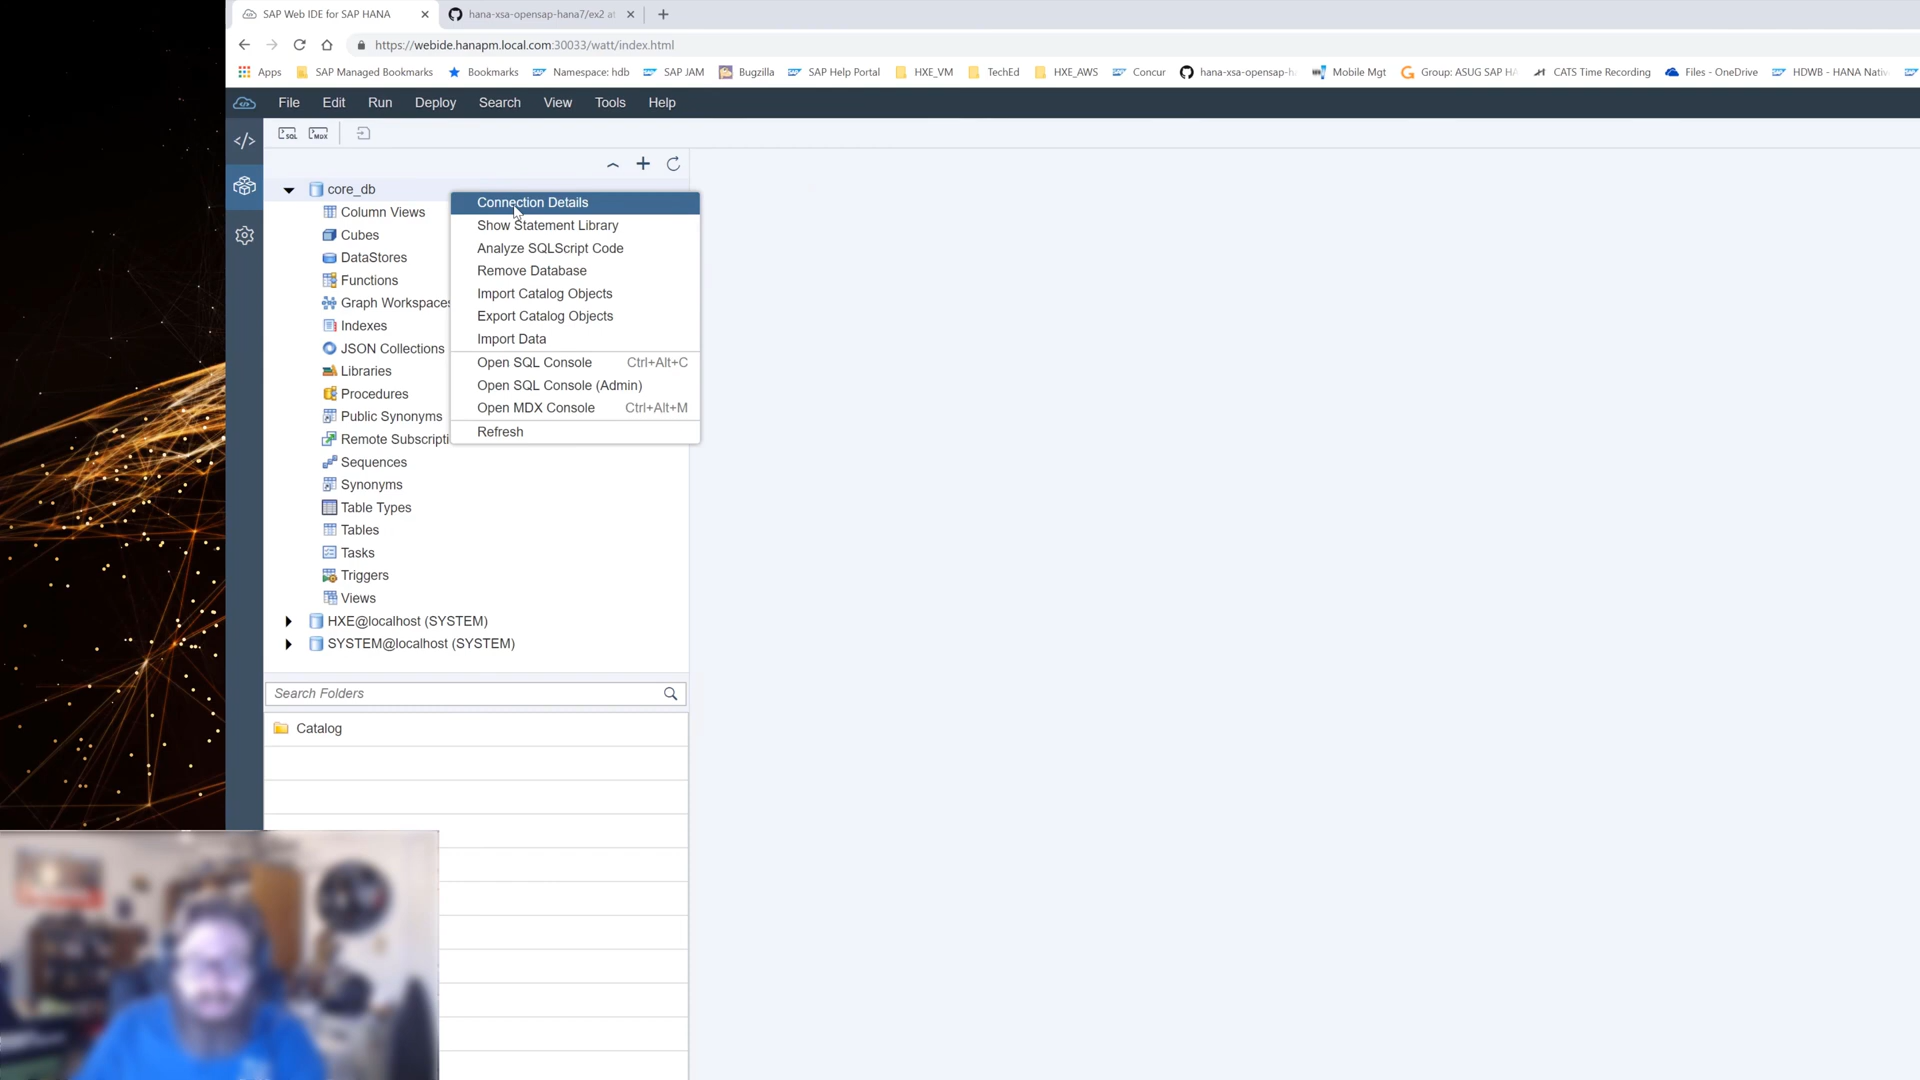 SAP Web IDE for SAP HANA
hana-xsa-opensap-hana7/ex2 at
https://webide.hanapm.local.com:30033/watt/index.html
Apps SAP Managed Bookmarks Bookmarks Namespace: hdb SAP JAM Bugzilla SAP Help Portal HXE_VM TechEd HXE_AWS Concur hana-xsa-opensap-h Mobile Mgt Group: ASUG SAP H CATS Time Recording Files - OneDrive HDWB - HANA Nativ
File Edit Run Deploy Search View Tools Help
SQL MDX
core_db
Column Views
Cubes
DataStores
Functions
Graph Workspaces
Indexes
JSON Collections
Libraries
Procedures
Public Synonyms
Remote Subscripti
Sequences
Synonyms
Table Types
Tables
Tasks
Triggers
Views
HXE@localhost (SYSTEM)
SYSTEM@localhost (SYSTEM)
Connection Details
Show Statement Library
Analyze SQLScript Code
Remove Database
Import Catalog Objects
Export Catalog Objects
Import Data
Open SQL Console Ctrl+Alt+C
Open SQL Console (Admin)
Open MDX Console Ctrl+Alt+M
Refresh
Search Folders
Catalog